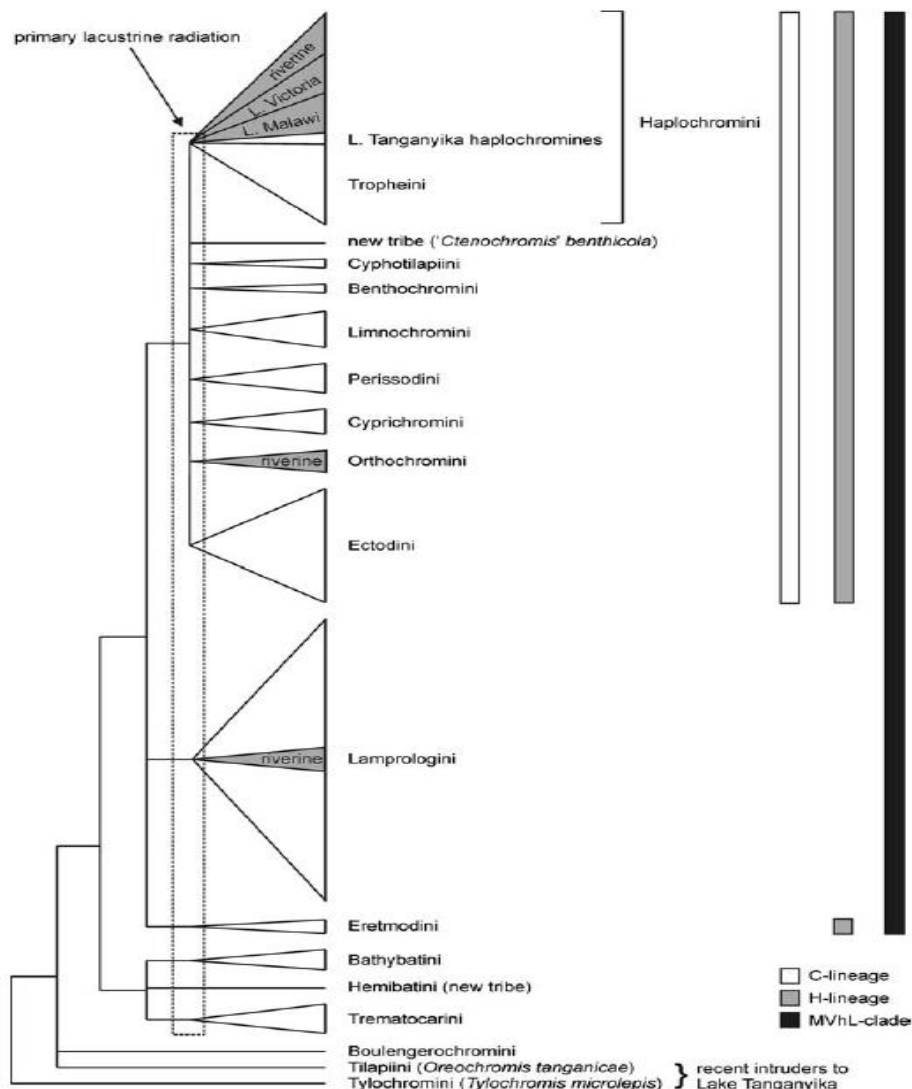 primary lacustrine radiation
riverine
L. Victoria
L. Malawi
Haplochromini
L. Tanganyika haplochromines
Tropheini
new tribe ('Ctenochromis' benthicola)
Cyphotilapiini
Benthochromini
Limnochromini
Perissodini
Cyprichromini
riverine Orthochromini
Ectodini
riverine Lamprologini
Eretmodini
Bathybatini
Hemibatini (new tribe)
Trematocarini
C-lineage
H-lineage
MVhL-clade
Boulengerochromini
Tilapiini (Oreochromis tanganicae)
Tylochromini (Tylochromis microlepis)
} recent intruders to
Lake Tanganyika